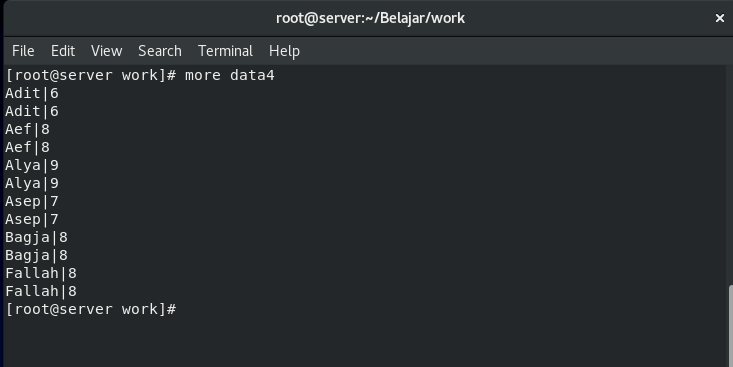 root@server:~/Belajar/work
File Edit View Search Terminal Help
[root@server work]# more data4
Adit|6
Adit|6
Aef|8
Aef|8
Alya|9
Alya|9
Asep|7
Asep|7
Bagja|8
Bagja|8
Fallah|8
Fallah|8
[root@server work]#